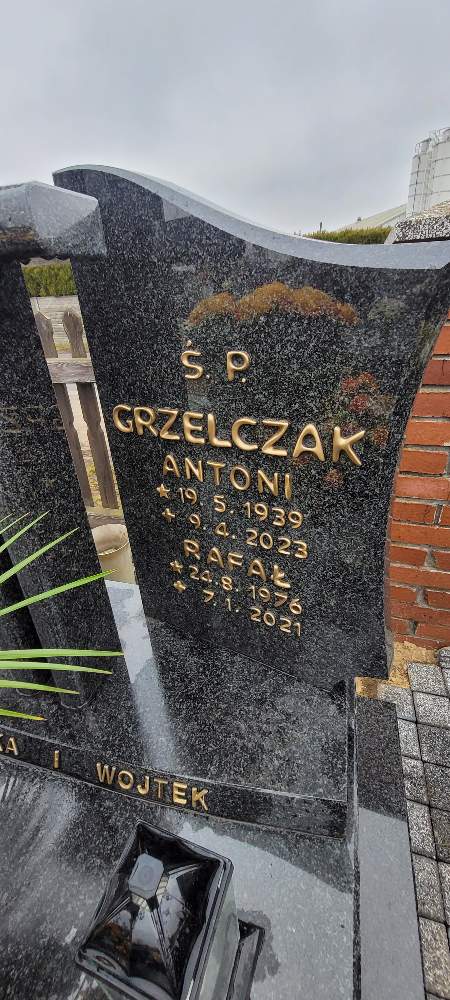 Ś. P.
GRZELCZAK
ANTONI
★ 19. 5. 1939
✝ 9. 4. 2023
RAFAŁ
★ 24. 8. 1976
✝ 7. 1. 2021
I WOJTEK